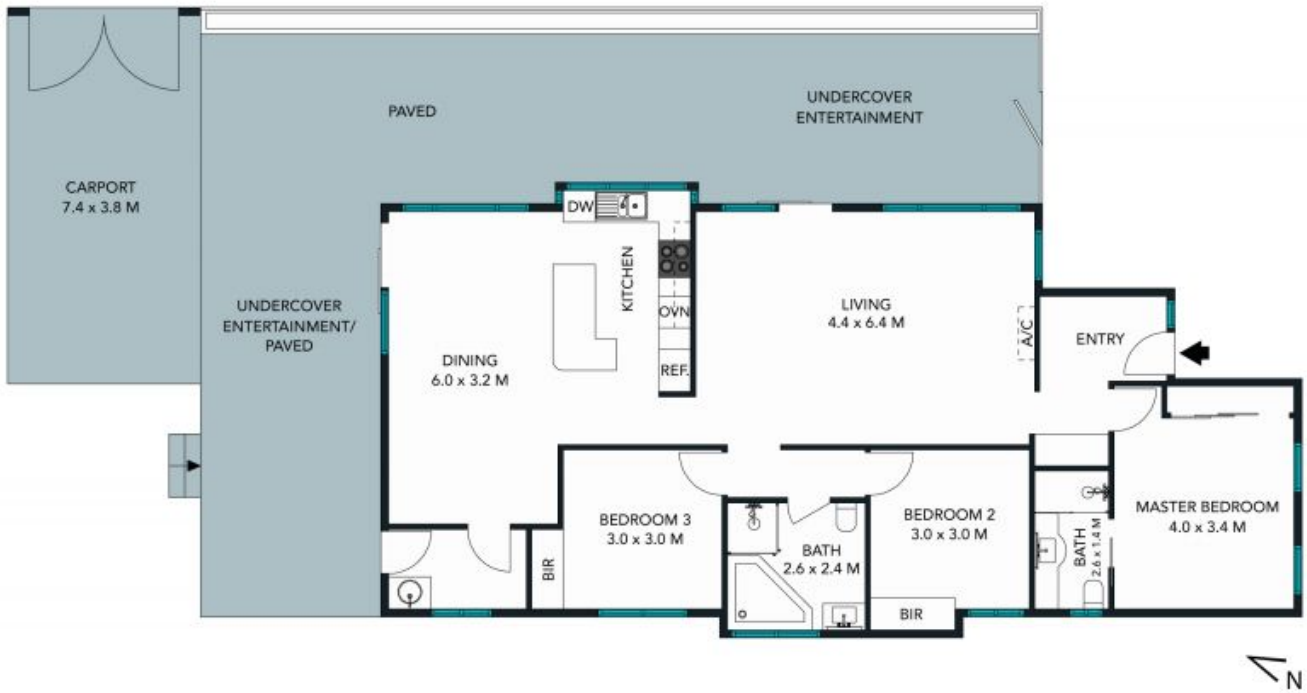 PAVED
UNDERCOVER
ENTERTAINMENT
CARPORT
7.4 x 3.8 M
DW
KITCHEN
UNDERCOVER
ENTERTAINMENT/
PAVED
OVN
LIVING
4.4 x 6.4 M
A/C
ENTRY
DINING
6.0 x 3.2 M
REF.
BEDROOM 3
3.0 x 3.0 M
BIR
BATH
2.6 x 2.4 M
BEDROOM 2
3.0 x 3.0 M
BIR
BATH
2.6 x 1.4 M
MASTER BEDROOM
4.0 x 3.4 M
N